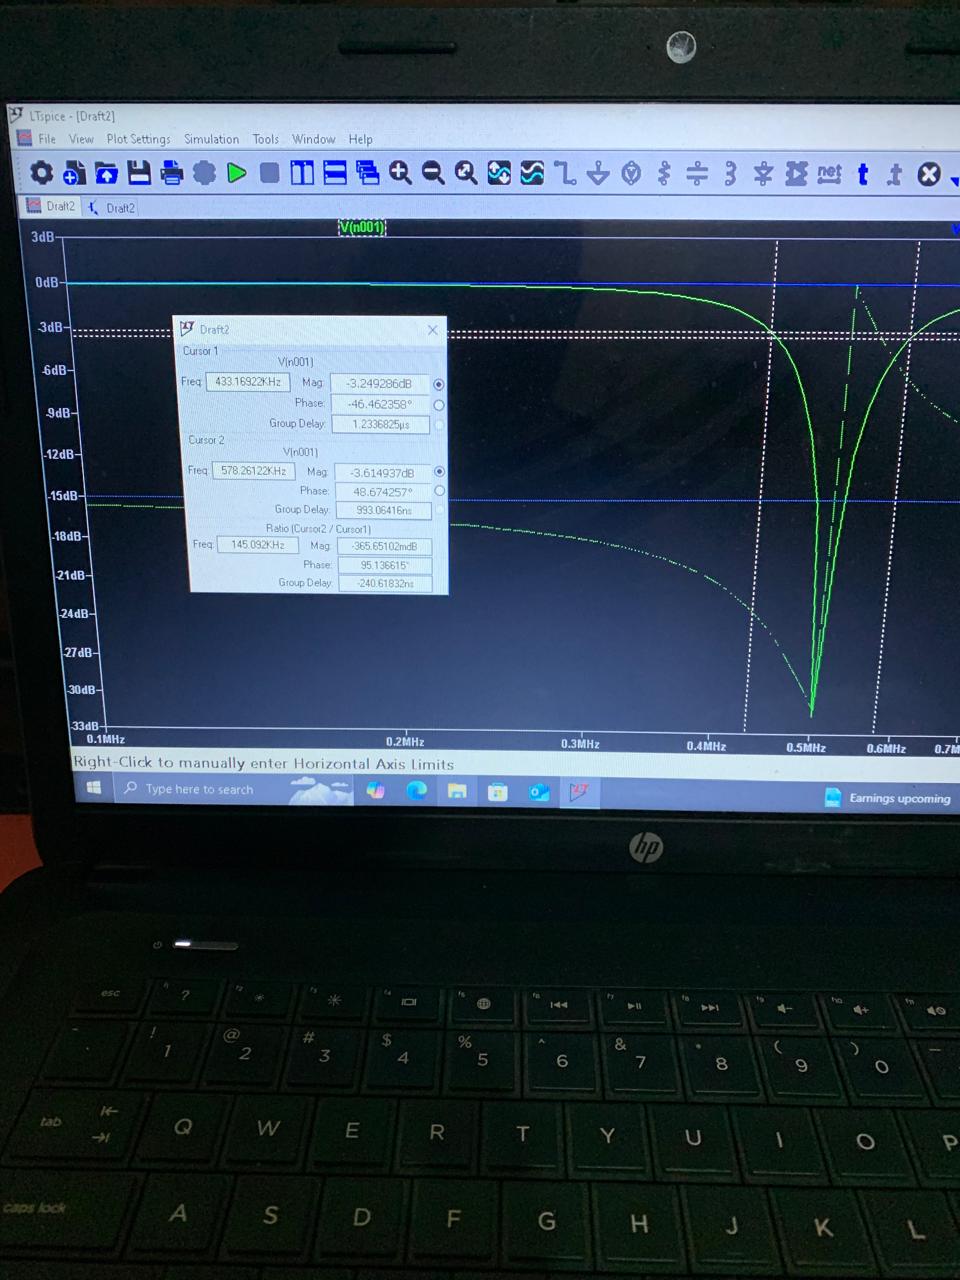 LTspice - [Draft2]
File View Plot Settings Simulation Tools Window Help
net t t
Draft2 Draft2
V(n001)
3dB
0dB
-3dB
-6dB
-9dB
-12dB
-15dB
-18dB
-21dB
-24dB
-27dB
-30dB
-33dB
Draft2
Cursor 1
V(n001)
Freq: 433.16922KHz Mag: -3.249286dB
Phase: -46.462358°
Group Delay: 1.2336825µs
Cursor 2
V(n001)
Freq: 578.26122KHz Mag: -3.614937dB
Phase: 48.674257°
Group Delay: 993.06416ns
Ratio (Cursor2 / Cursor1)
Freq: 145.092KHz Mag: -365.65102mdB
Phase: 95.136615°
Group Delay: -240.61832ns
0.1MHz 0.2MHz 0.3MHz 0.4MHz 0.5MHz 0.6MHz 0.7M
Right-Click to manually enter Horizontal Axis Limits
Type here to search Earnings upcoming
hp
esc ?
! 1 @ 2 # 3 $ 4 % 5 ^ 6 & 7 * 8 ( 9 ) 0
tab Q W E R T Y U I O P
caps lock A S D F G H J K L